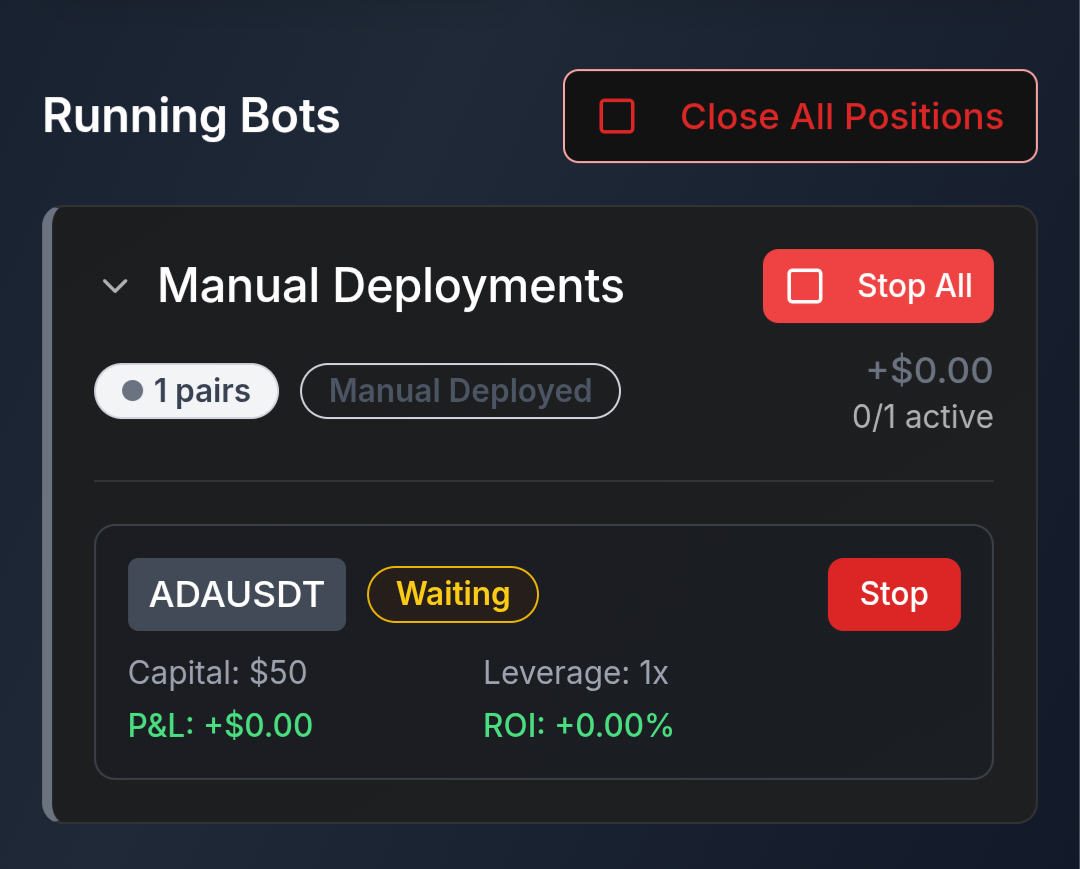 Running Bots
Close All Positions
Manual Deployments
Stop All
1 pairs
Manual Deployed
+$0.00
0/1 active
ADAUSDT
Waiting
Stop
Capital: $50
Leverage: 1x
P&L: +$0.00
ROI: +0.00%